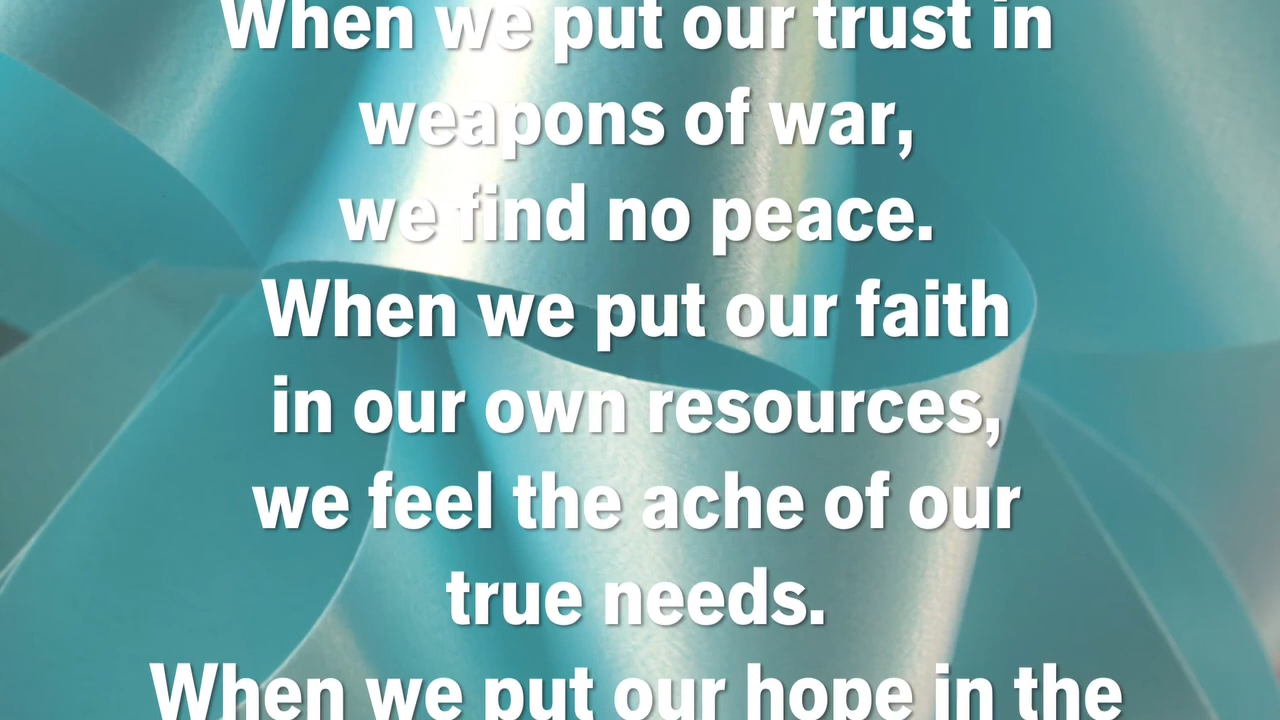 When we put our trust in
weapons of war,
we find no peace.
When we put our faith
in our own resources,
we feel the ache of our
true needs.
When we put our hope in the